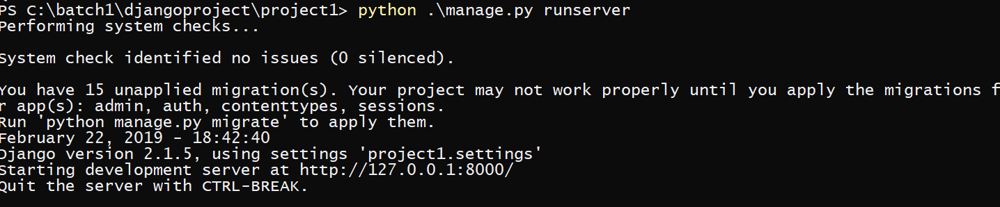 PS C:\batch1\djangoproject\project1> python .\manage.py runserver
Performing system checks...
System check identified no issues (0 silenced).
You have 15 unapplied migration(s). Your project may not work properly until you apply the migrations f
r app(s): admin, auth, contenttypes, sessions.
Run 'python manage.py migrate' to apply them.
February 22, 2019 - 18:42:40
Django version 2.1.5, using settings 'project1.settings'
Starting development server at http://127.0.0.1:8000/
Quit the server with CTRL-BREAK.